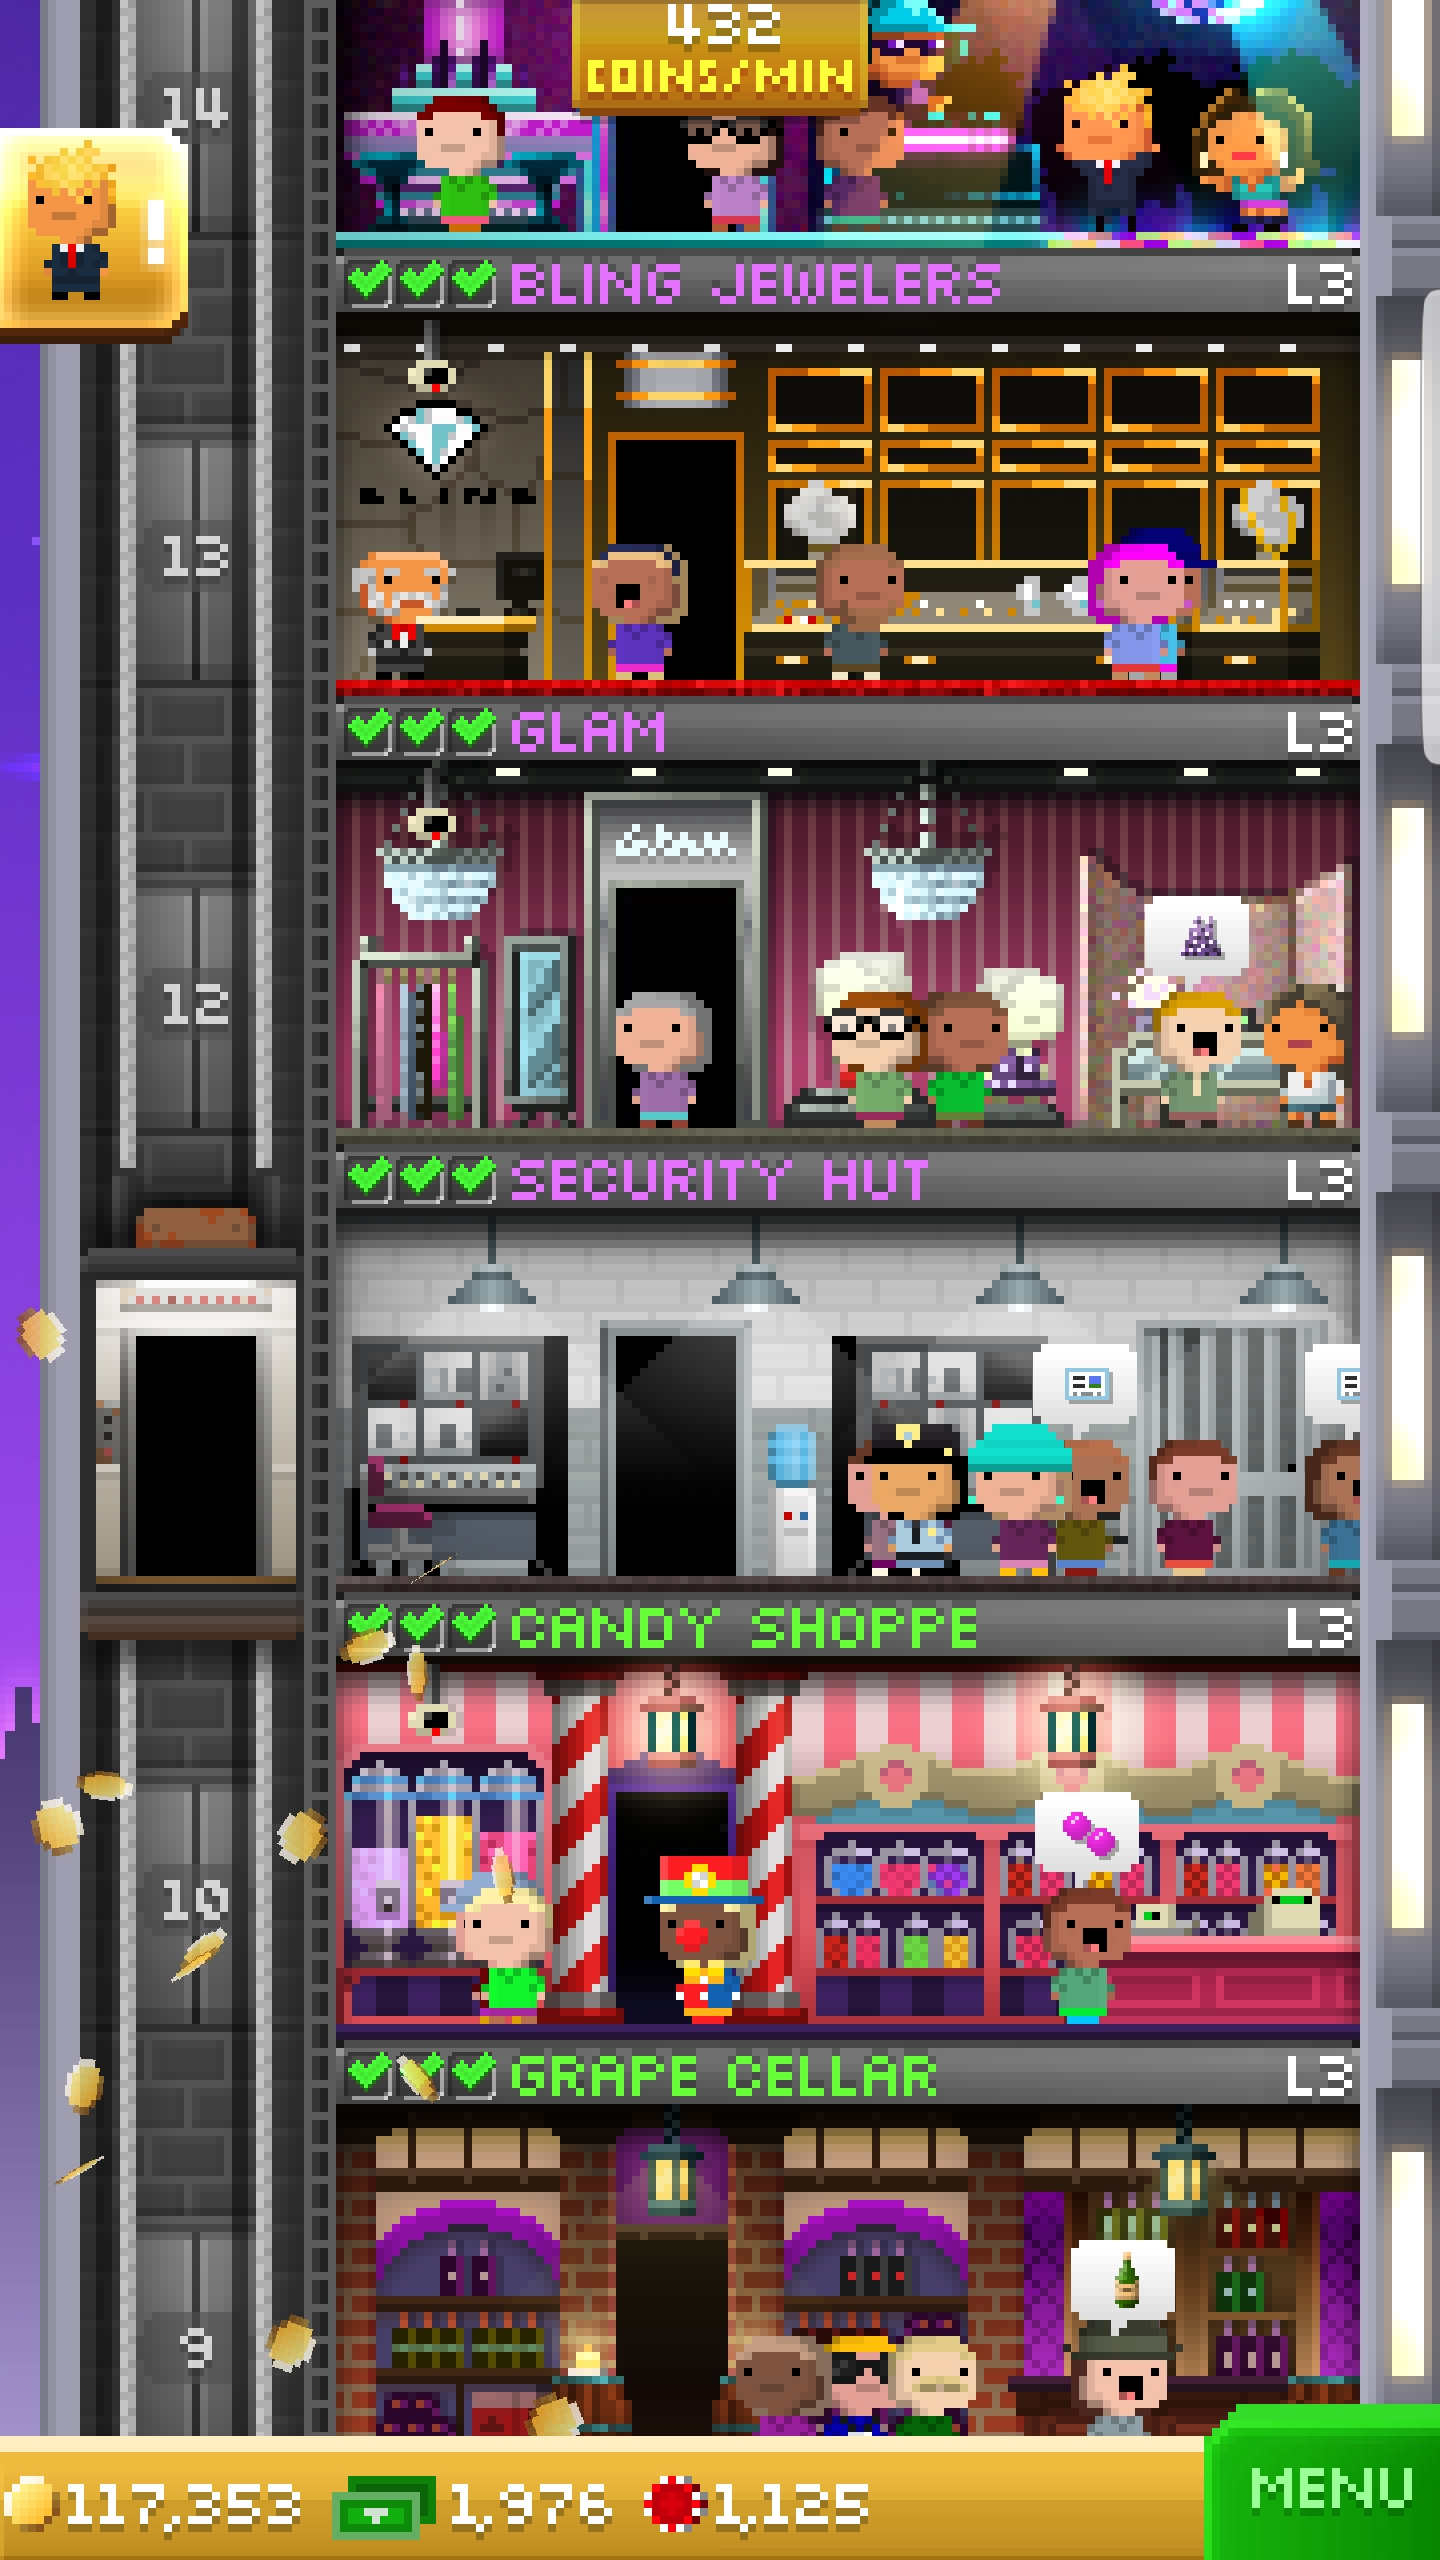 432
COINS/MIN
14
!
BLING JEWELERS L3
BLING
13
GLAM L3
Glam
12
SECURITY HUT L3
CANDY SHOPPE L3
10
GRAPE CELLAR L3
9
117,353 1,976 1,125
MENU